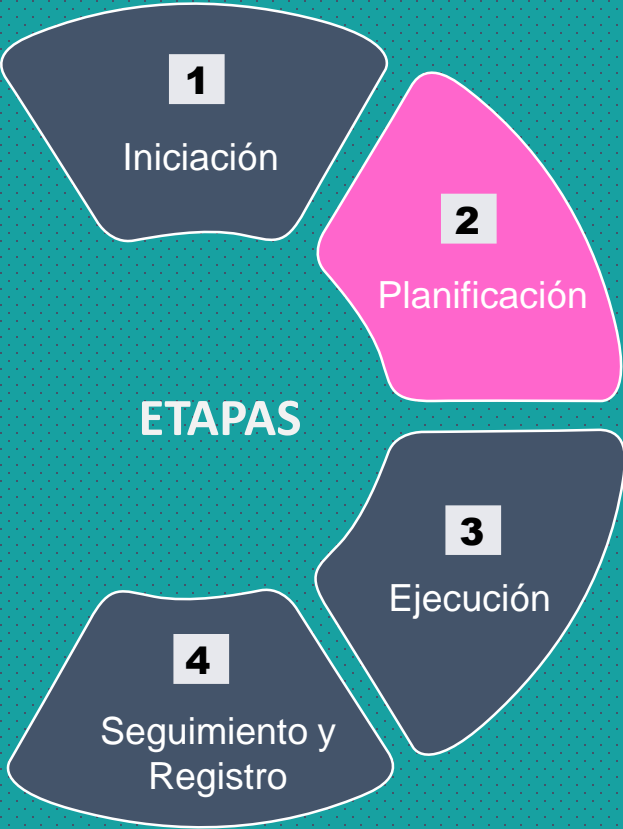 1
Iniciación
2
Planificación
ETAPAS
3
Ejecución
4
Seguimiento y
Registro